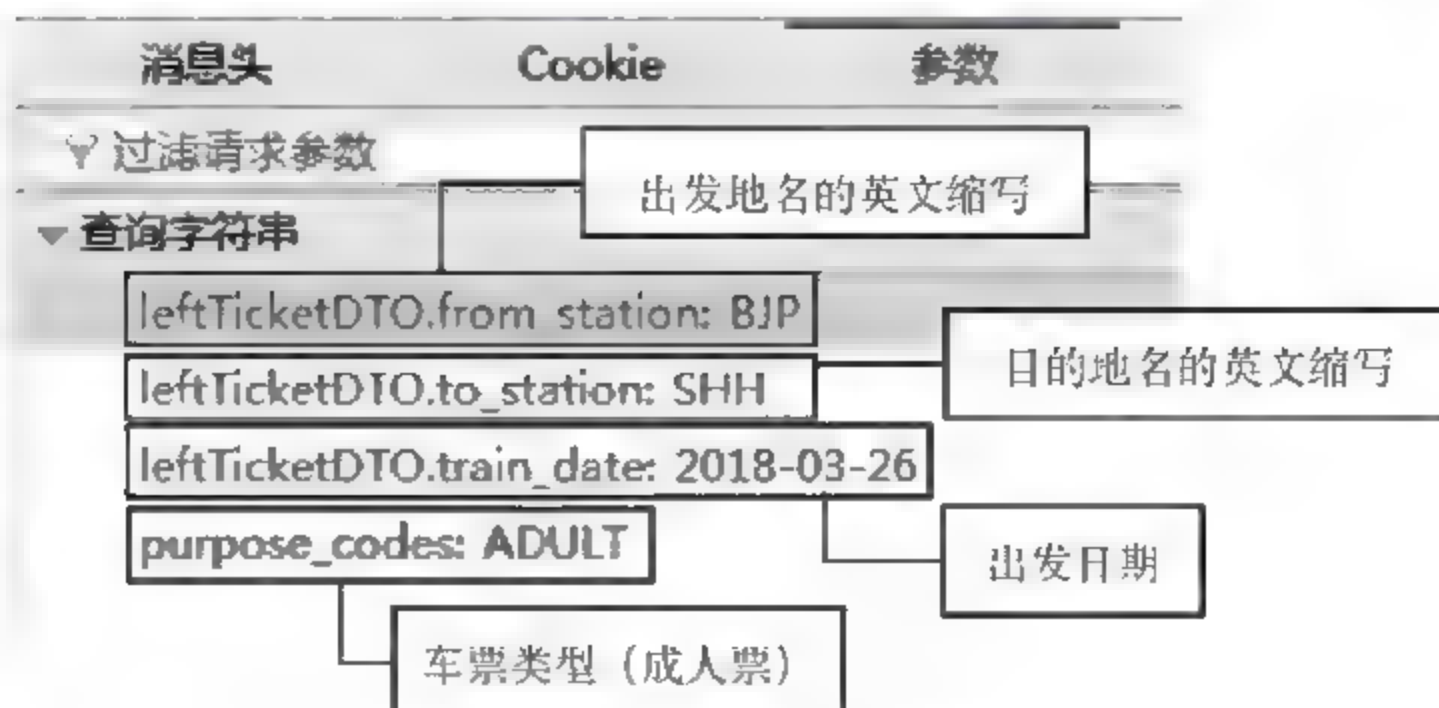 消息头 Cookie 参数
过滤请求参数
出发地名的英文缩写
查询字符串
leftTicketDTO.from_station: BJP
目的地名的英文缩写
leftTicketDTO.to_station: SHH
leftTicketDTO.train_date: 2018-03-26
purpose_codes: ADULT
出发日期
车票类型（成人票）